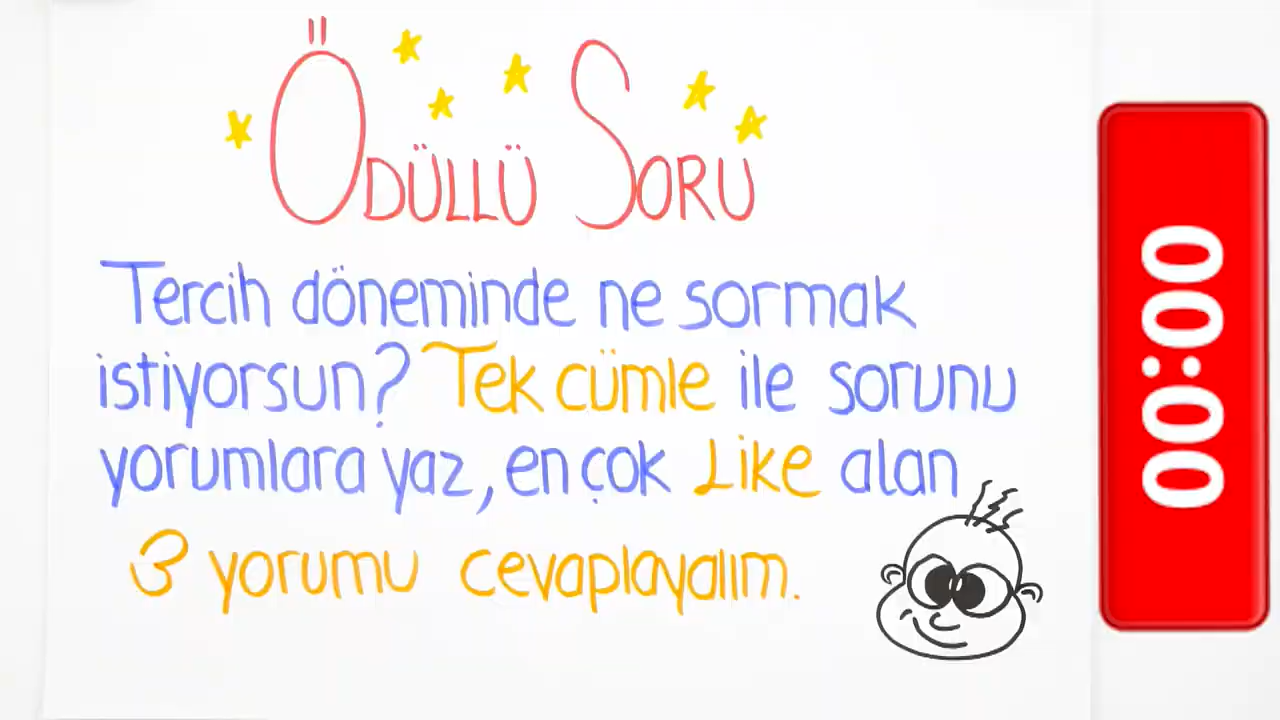 ÖDÜLLÜ SORU
Tercih döneminde ne sormak
istiyorsun? Tek cümle ile sorunu
yorumlara yaz, en çok Like alan
3 yorumu cevaplayalım.
00:00